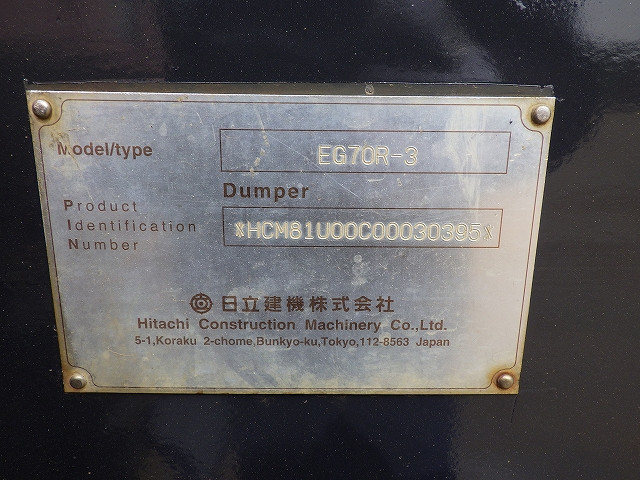 Model/type EG70R-3
Dumper
Product
Identification
Number
*HCM81U00C00030395*
日立建機株式会社
Hitachi Construction Machinery Co.,Ltd.
5-1,Koraku 2-chome,Bunkyo-ku,Tokyo,112-8563 Japan